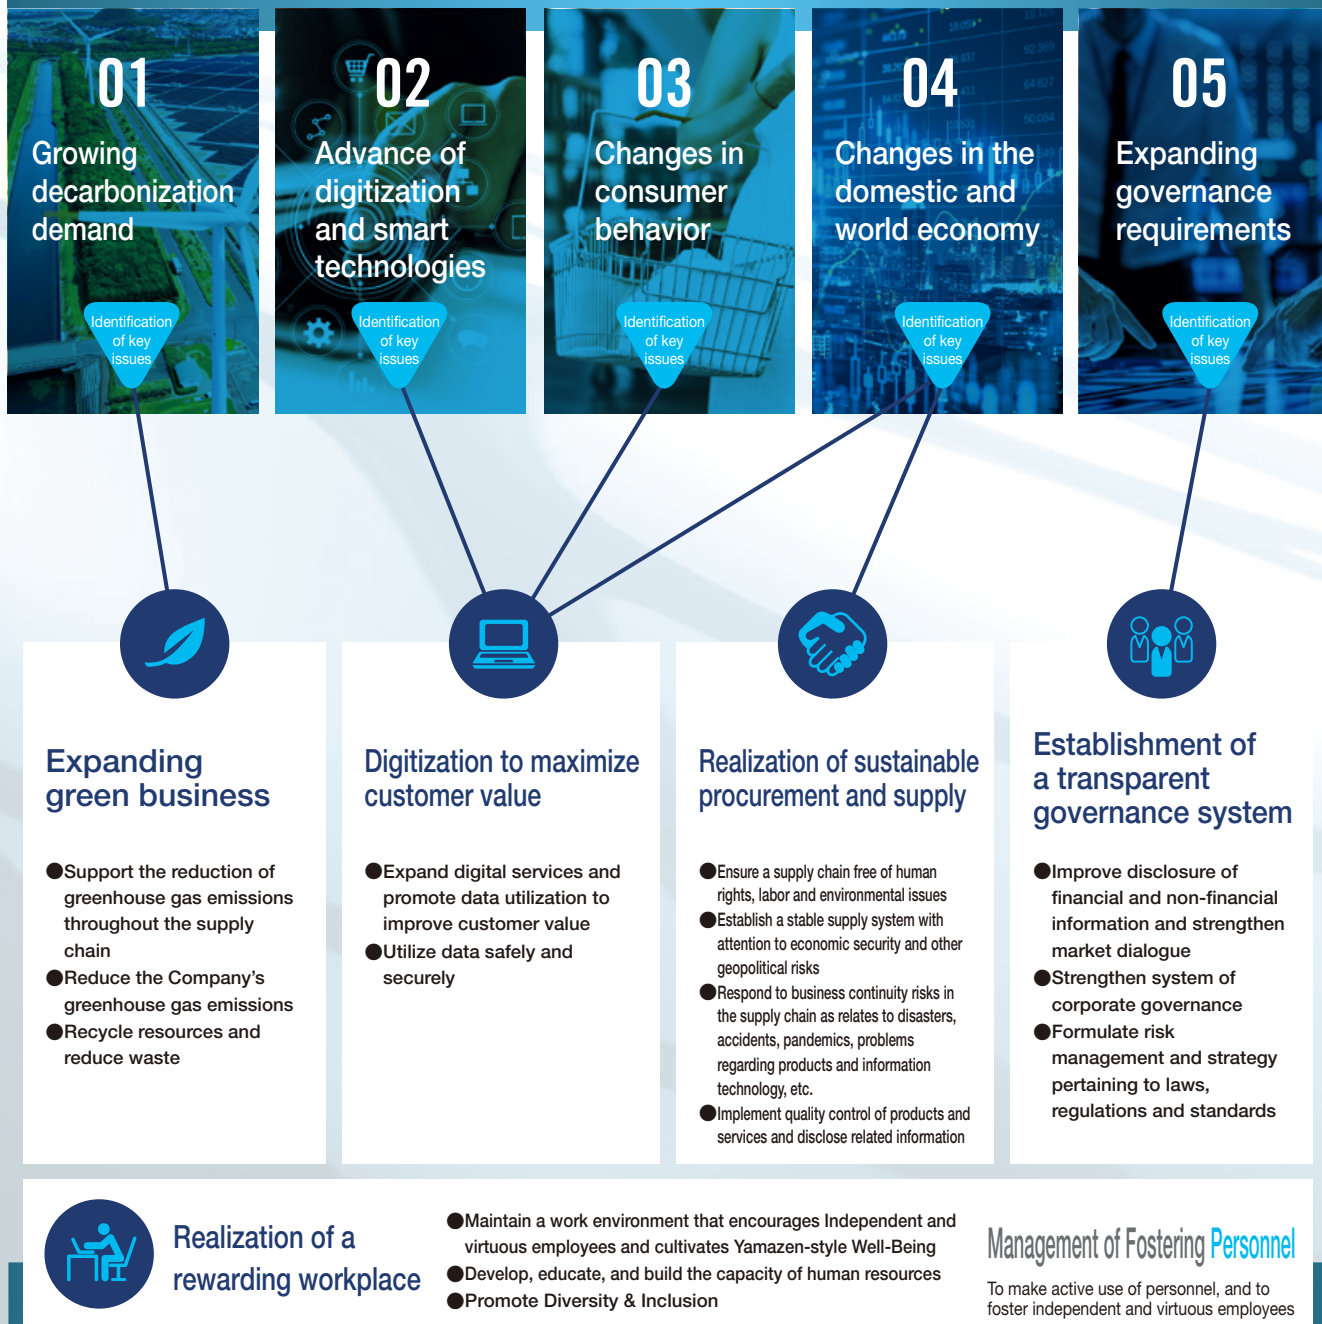 01
Growing
decarbonization
demand
Identification
of key
issues
02
Advance of
digitization
and smart
technologies
Identification
of key
issues
03
Changes in
consumer
behavior
Identification
of key
issues
04
Changes in the
domestic and
world economy
Identification
of key
issues
05
Expanding
governance
requirements
Identification
of key
issues
Expanding
green business
●Support the reduction of
greenhouse gas emissions
throughout the supply
chain
●Reduce the Company's
greenhouse gas emissions
●Recycle resources and
reduce waste
Digitization to maximize
customer value
●Expand digital services and
promote data utilization to
improve customer value
●Utilize data safely and
securely
Realization of sustainable
procurement and supply
●Ensure a supply chain free of human
rights, labor and environmental issues
●Establish a stable supply system with
attention to economic security and other
geopolitical risks
●Respond to business continuity risks in
the supply chain as relates to disasters,
accidents, pandemics, problems
regarding products and information
technology, etc.
●Implement quality control of products and
services and disclose related information
Establishment of
a transparent
governance system
●Improve disclosure of
financial and non-financial
information and strengthen
market dialogue
●Strengthen system of
corporate governance
●Formulate risk
management and strategy
pertaining to laws,
regulations and standards
Realization of a
rewarding workplace
●Maintain a work environment that encourages Independent and
virtuous employees and cultivates Yamazen-style Well-Being
●Develop, educate, and build the capacity of human resources
●Promote Diversity & Inclusion
Management of Fostering Personnel
To make active use of personnel, and to
foster independent and virtuous employees